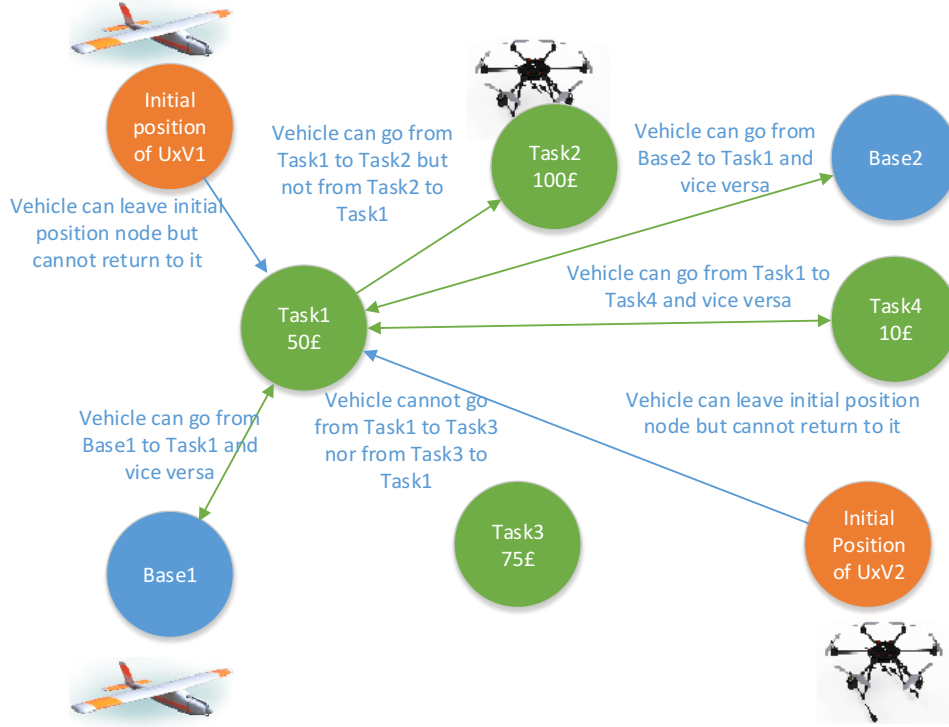 Initial
position
of UxV1
Vehicle can go from
Task1 to Task2 but
not from Task2 to
Task1
Task2
100£
Vehicle can go from
Base2 to Task1 and
vice versa
Base2
Vehicle can leave initial
position node but
cannot return to it
Task1
50£
Vehicle can go from Task1 to
Task4 and vice versa
Task4
10£
Vehicle can go from
Base1 to Task1 and
vice versa
Vehicle cannot go
from Task1 to Task3
nor from Task3 to
Task1
Vehicle can leave initial position
node but cannot return to it
Base1
Task3
75£
Initial
Position
of UxV2